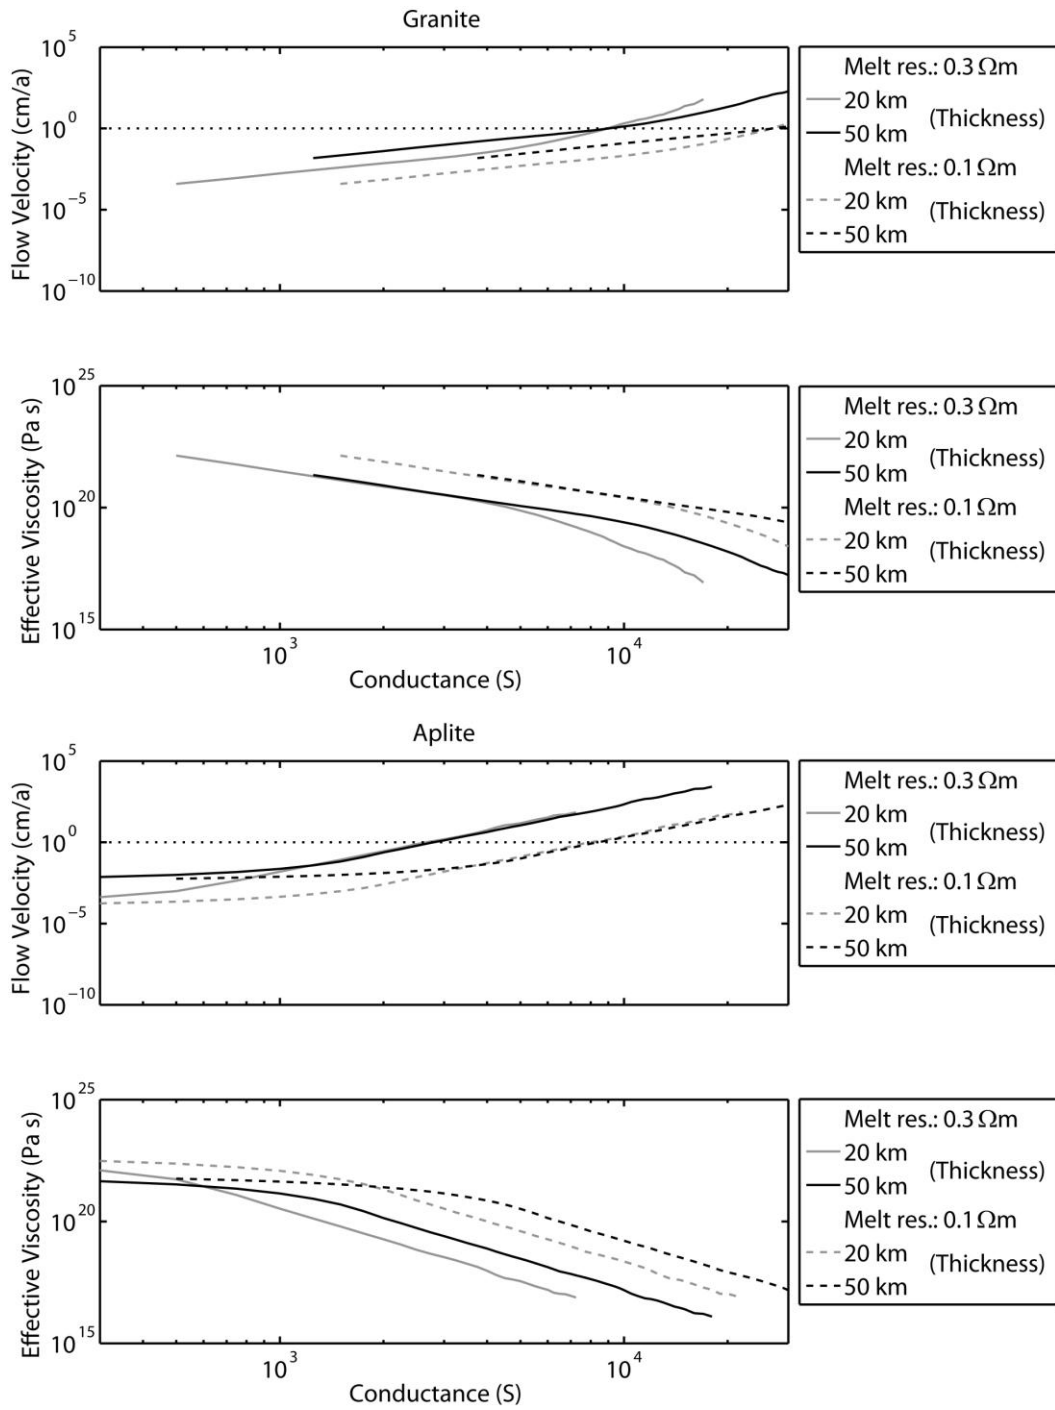 Granite
Flow Velocity (cm/a)
10^5
10^0
10^-5
10^-10
Melt res.: 0.3 Ωm
20 km
(Thickness)
50 km
Melt res.: 0.1 Ωm
20 km
(Thickness)
50 km
Effective Viscosity (Pa s)
10^25
10^20
10^15
10^3
10^4
Conductance (S)
Melt res.: 0.3 Ωm
20 km
(Thickness)
50 km
Melt res.: 0.1 Ωm
20 km
(Thickness)
50 km
Aplite
Flow Velocity (cm/a)
10^5
10^0
10^-5
10^-10
Melt res.: 0.3 Ωm
20 km
(Thickness)
50 km
Melt res.: 0.1 Ωm
20 km
(Thickness)
50 km
Effective Viscosity (Pa s)
10^25
10^20
10^15
10^3
10^4
Conductance (S)
Melt res.: 0.3 Ωm
20 km
(Thickness)
50 km
Melt res.: 0.1 Ωm
20 km
(Thickness)
50 km